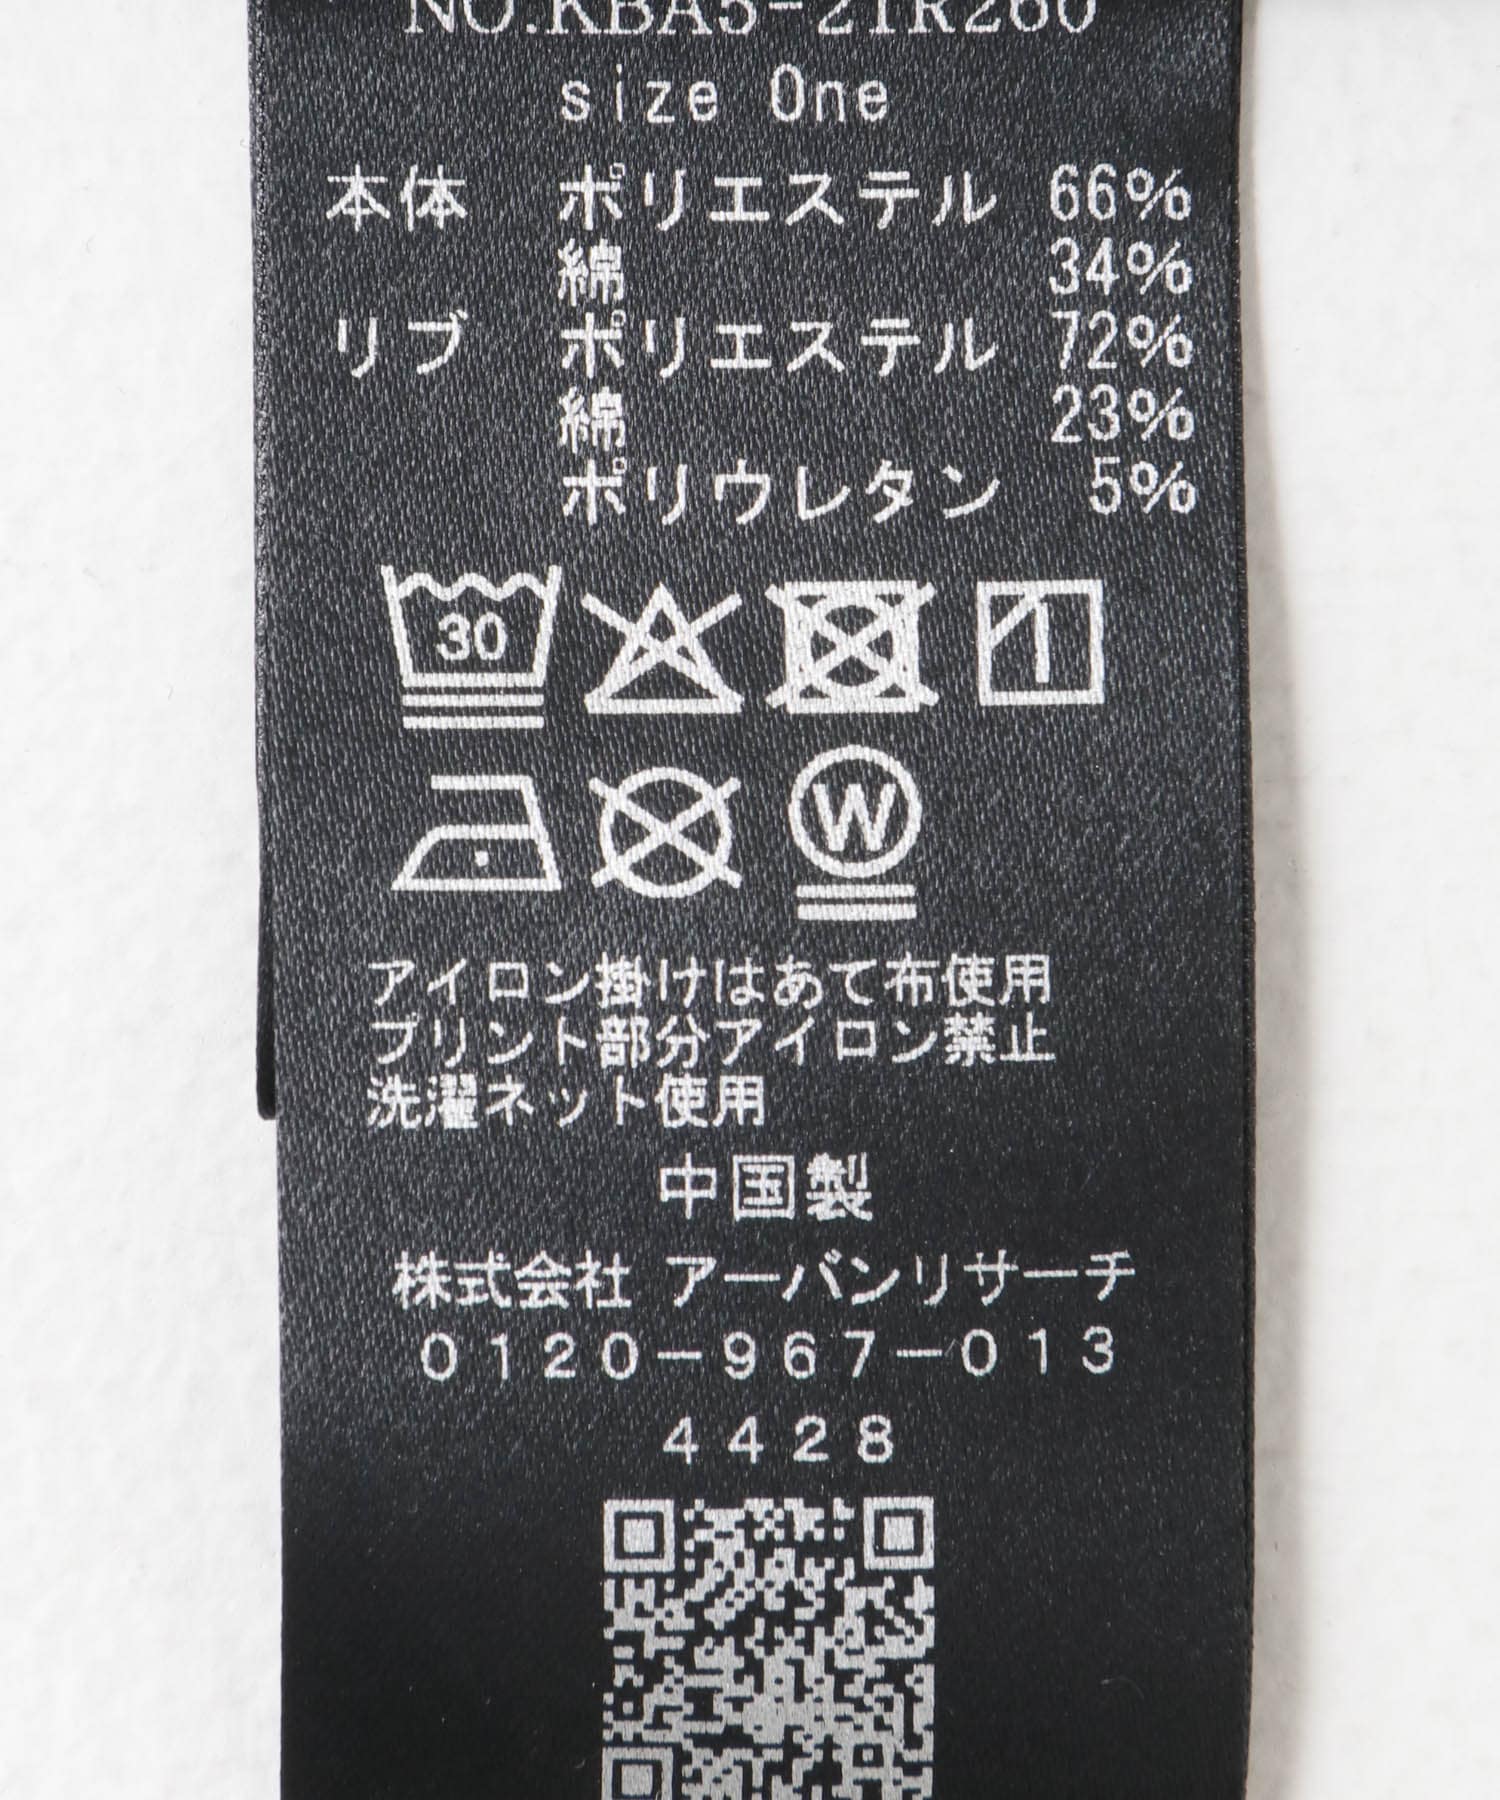 NO.KBA5-21R260
size One
本体 ポリエステル 66%
綿 34%
リブ ポリエステル 72%
綿 23%
ポリウレタン 5%
30
W
アイロン掛けはあて布使用
プリント部分アイロン禁止
洗濯ネット使用
中国製
株式会社 アーバンリサーチ
0120-967-013
4428